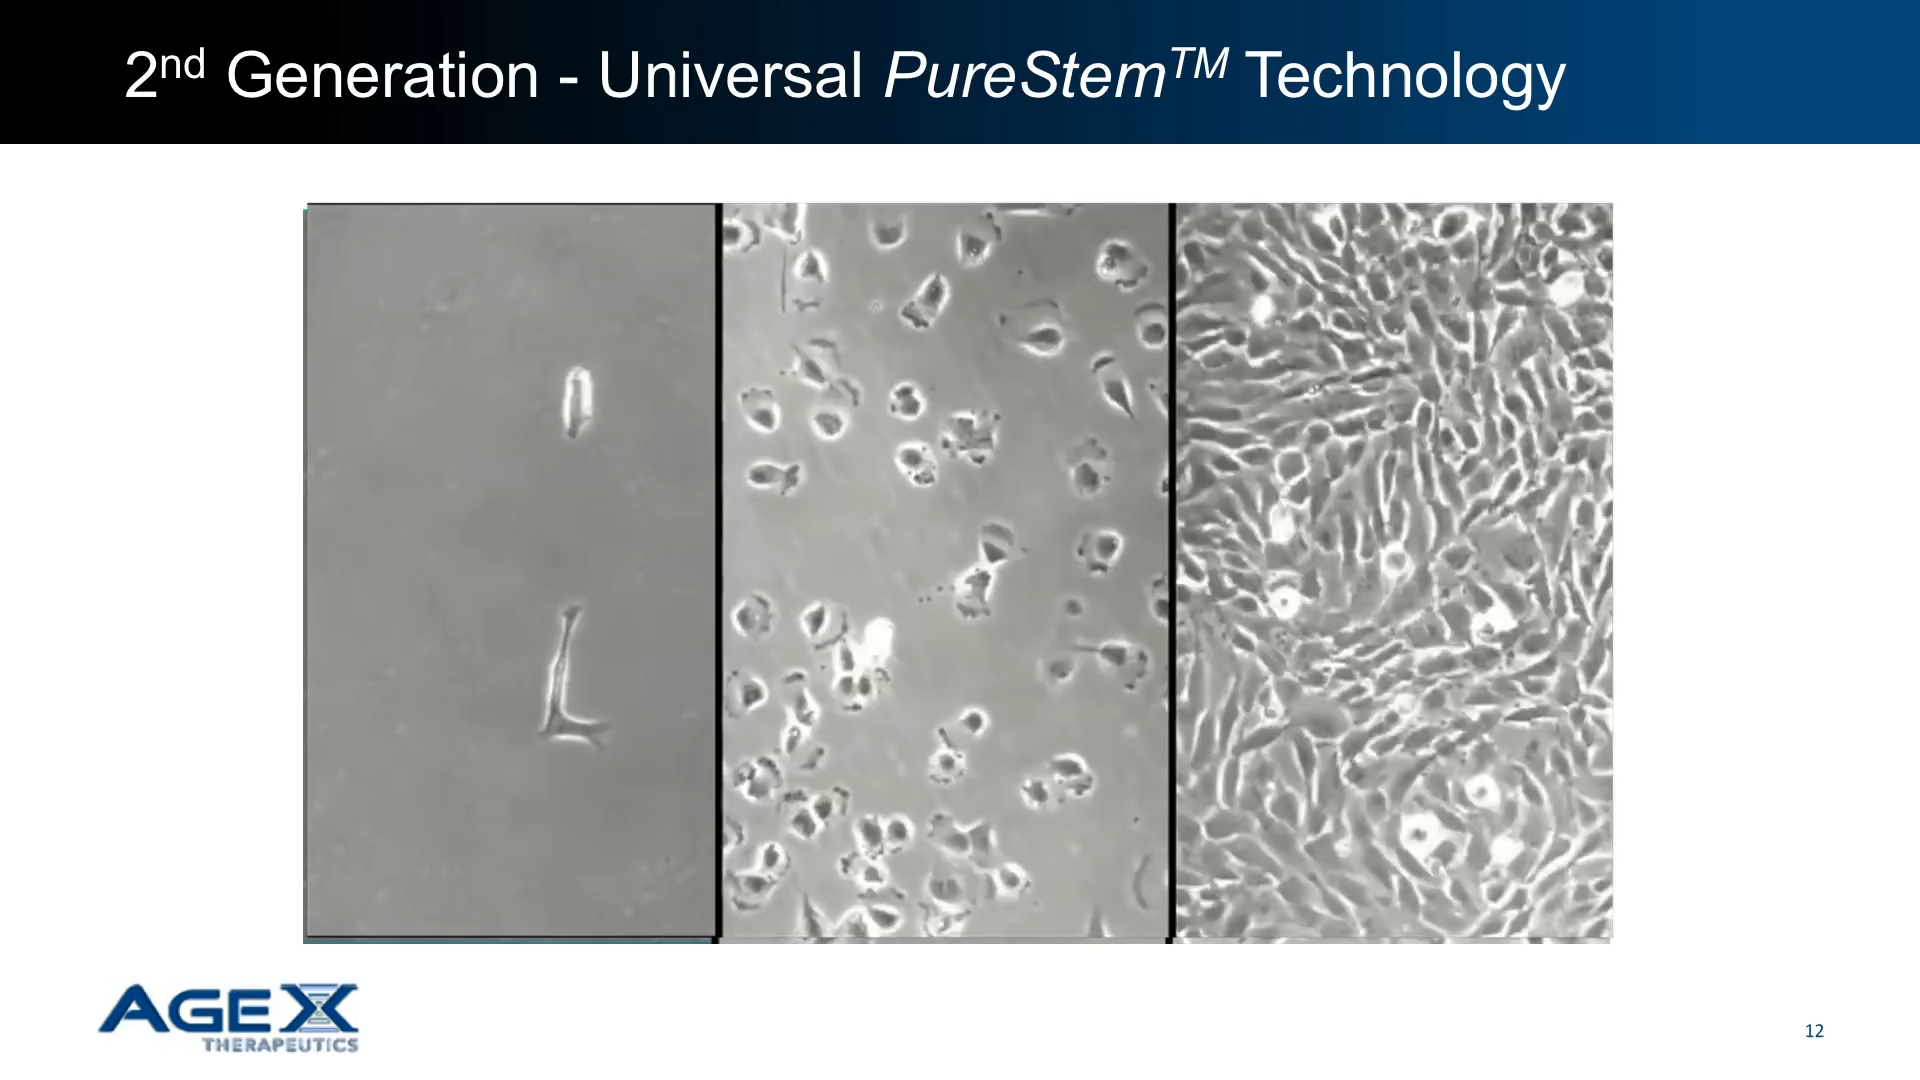 2nd Generation - Universal PureStemTM Technology
AGEX
THERAPEUTICS
12